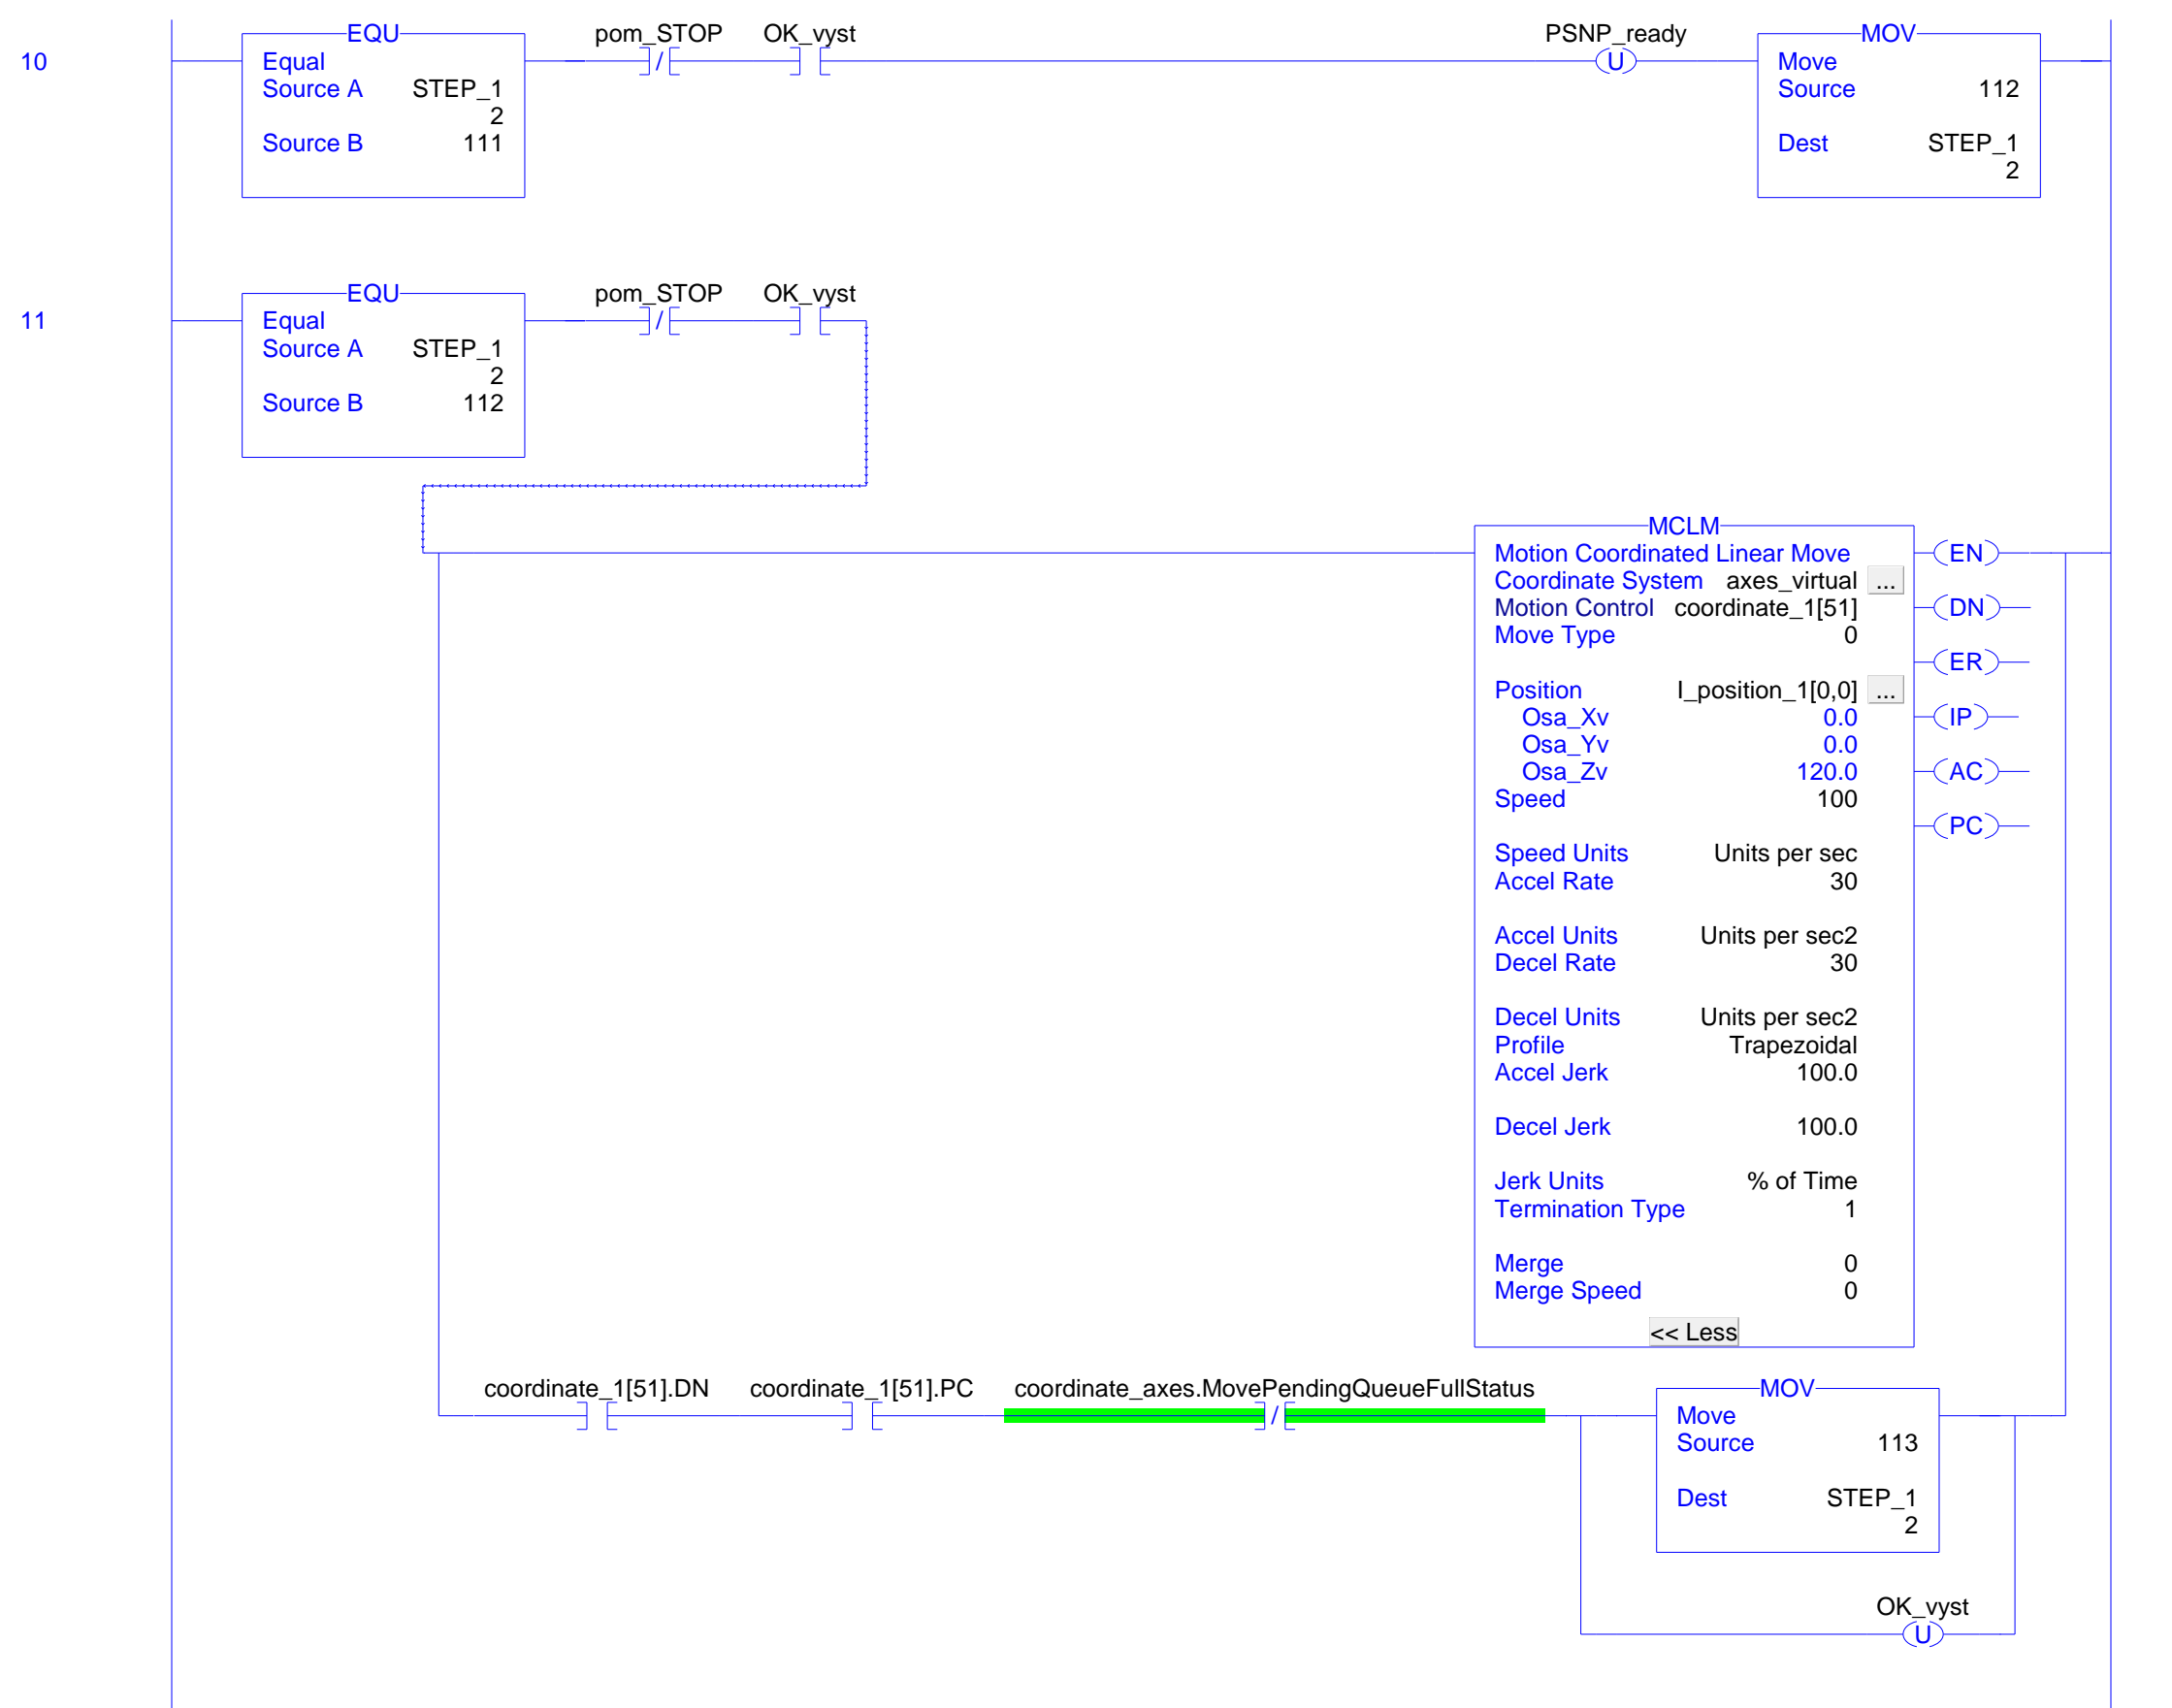 10
EQU
Equal
Source A STEP_1
2
Source B 111
pom_STOP
/
OK_vyst
PSNP_ready
U
MOV
Move
Source 112
Dest STEP_1
2
11
EQU
Equal
Source A STEP_1
2
Source B 112
pom_STOP
/
OK_vyst
MCLM
Motion Coordinated Linear Move
Coordinate System axes_virtual ...
Motion Control coordinate_1[51]
Move Type 0
Position I_position_1[0,0] ...
Osa_Xv 0.0
Osa_Yv 0.0
Osa_Zv 120.0
Speed 100
Speed Units Units per sec
Accel Rate 30
Accel Units Units per sec2
Decel Rate 30
Decel Units Units per sec2
Profile Trapezoidal
Accel Jerk 100.0
Decel Jerk 100.0
Jerk Units % of Time
Termination Type 1
Merge 0
Merge Speed 0
<< Less
EN
DN
ER
IP
AC
PC
coordinate_1[51].DN
coordinate_1[51].PC
coordinate_axes.MovePendingQueueFullStatus
/
MOV
Move
Source 113
Dest STEP_1
2
OK_vyst
U